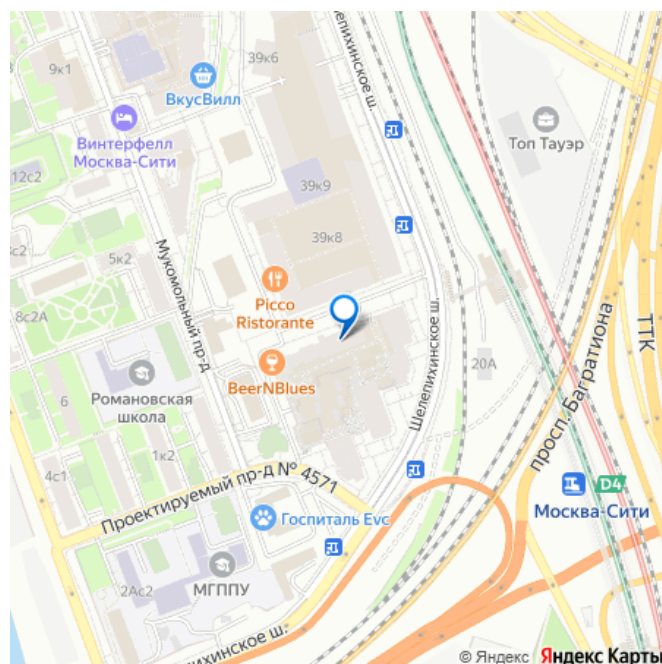 Шелепихинское ш.
39к6
9к1
ВкусВилл
Винтерфелл
Москва-Сити
Топ Тауэр
12с2
39к9
39к8
5к2
8с2А
Мукомольный пр-д
Picco
Ristorante
Шелепихинское ш.
просп. Багратиона
ТТК
20А
BeerNBlues
Романовская
школа
6
1к2
4с1
Проектируемый пр-д № 4571
D4
Москва-Сити
Госпиталь Evc
МГППУ
2Ас2
Шелепихинское ш.
© Яндекс Яндекс Карты